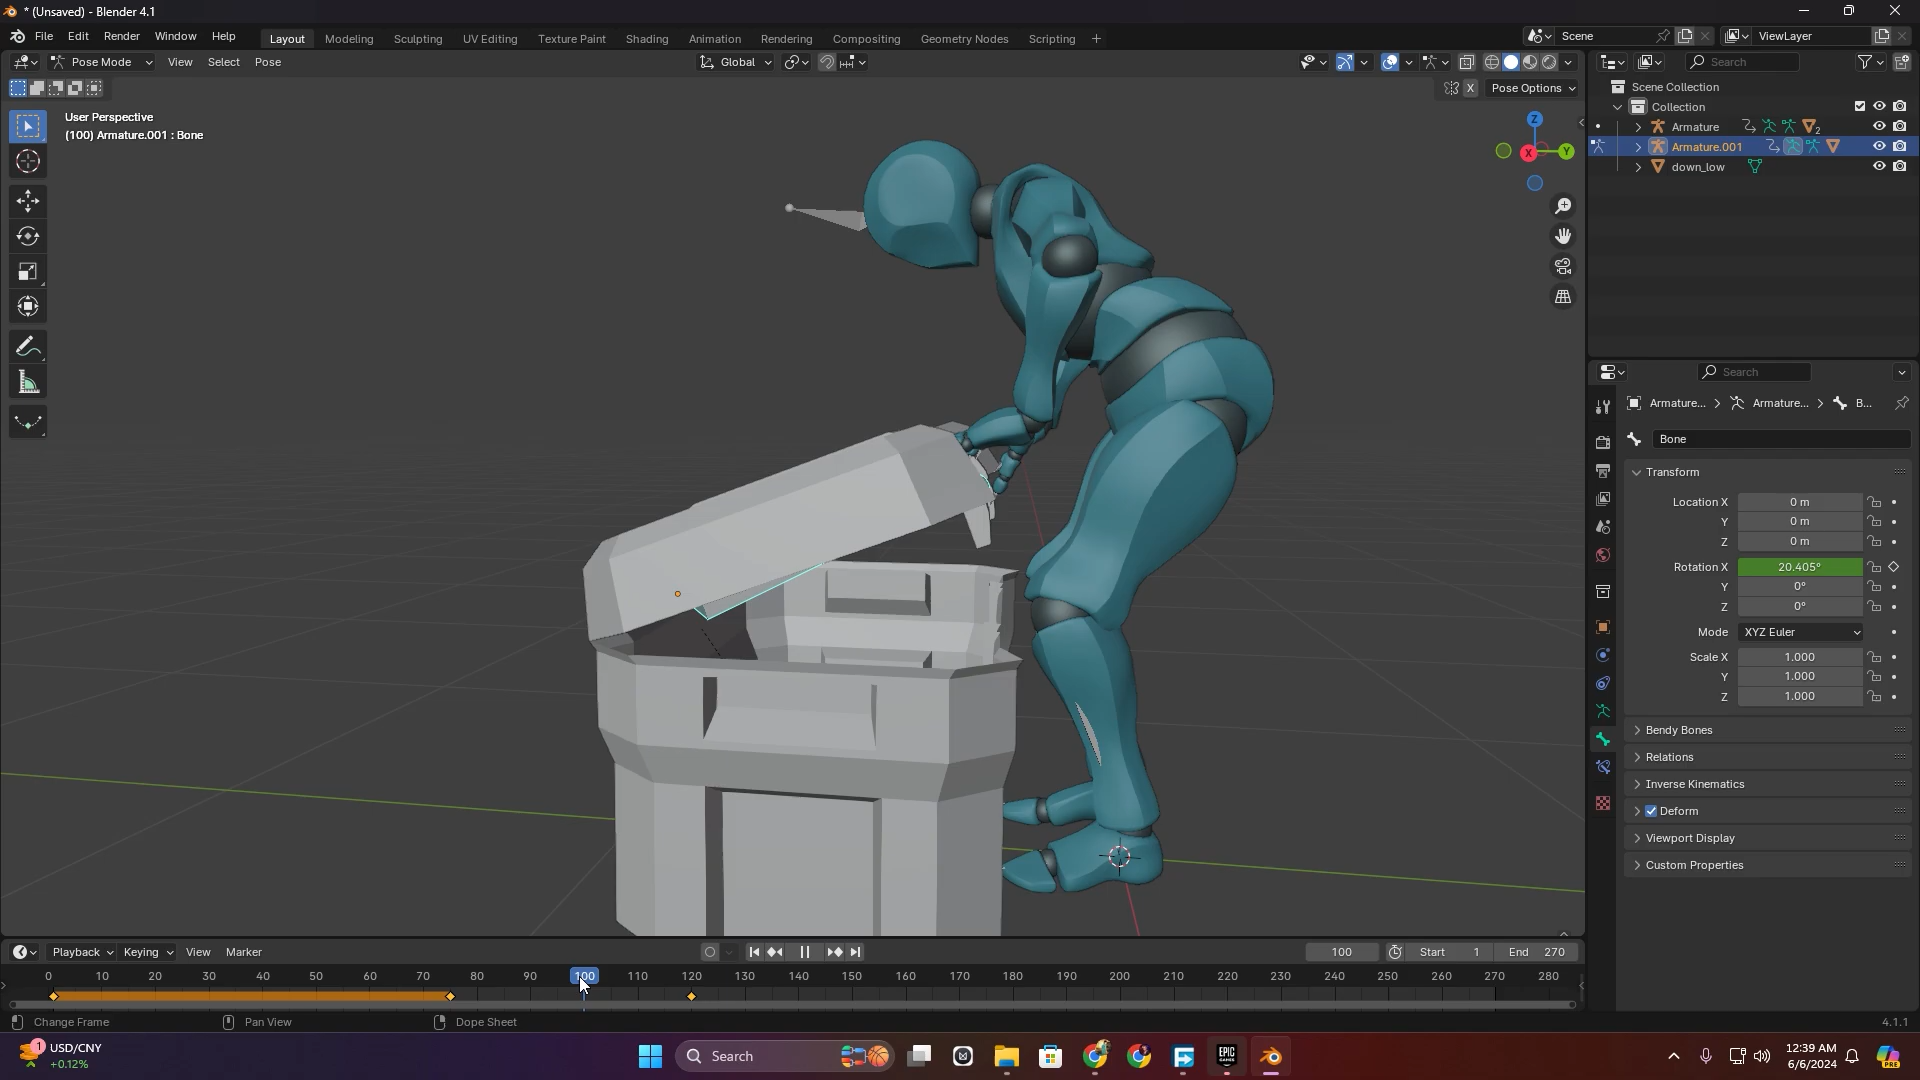 * (Unsaved) - Blender 4.1
File Edit Render Window Help Layout Modeling Sculpting UV Editing Texture Paint Shading Animation Rendering Compositing Geometry Nodes Scripting + Scene ViewLayer
Pose Mode View Select Pose Global Search
X Pose Options
User Perspective
(100) Armature.001 : Bone
Z
X
Y
Scene Collection
Collection
Armature 2
Armature.001
down_low
Search
Armature... > Armature... > B...
Bone
Transform
Location X 0 m
Y 0 m
Z 0 m
Rotation X 20.405°
Y 0°
Z 0°
Mode XYZ Euler
Scale X 1.000
Y 1.000
Z 1.000
Bendy Bones
Relations
Inverse Kinematics
Deform
Viewport Display
Custom Properties
Playback Keying View Marker 100 Start 1 End 270
0 10 20 30 40 50 60 70 80 90 100 110 120 130 140 150 160 170 180 190 200 210 220 230 240 250 260 270 280
Change Frame Pan View Dope Sheet 4.1.1
1 USD/CNY
+0.12%
Search
EPIC GAMES
PRE
12:39 AM
6/6/2024